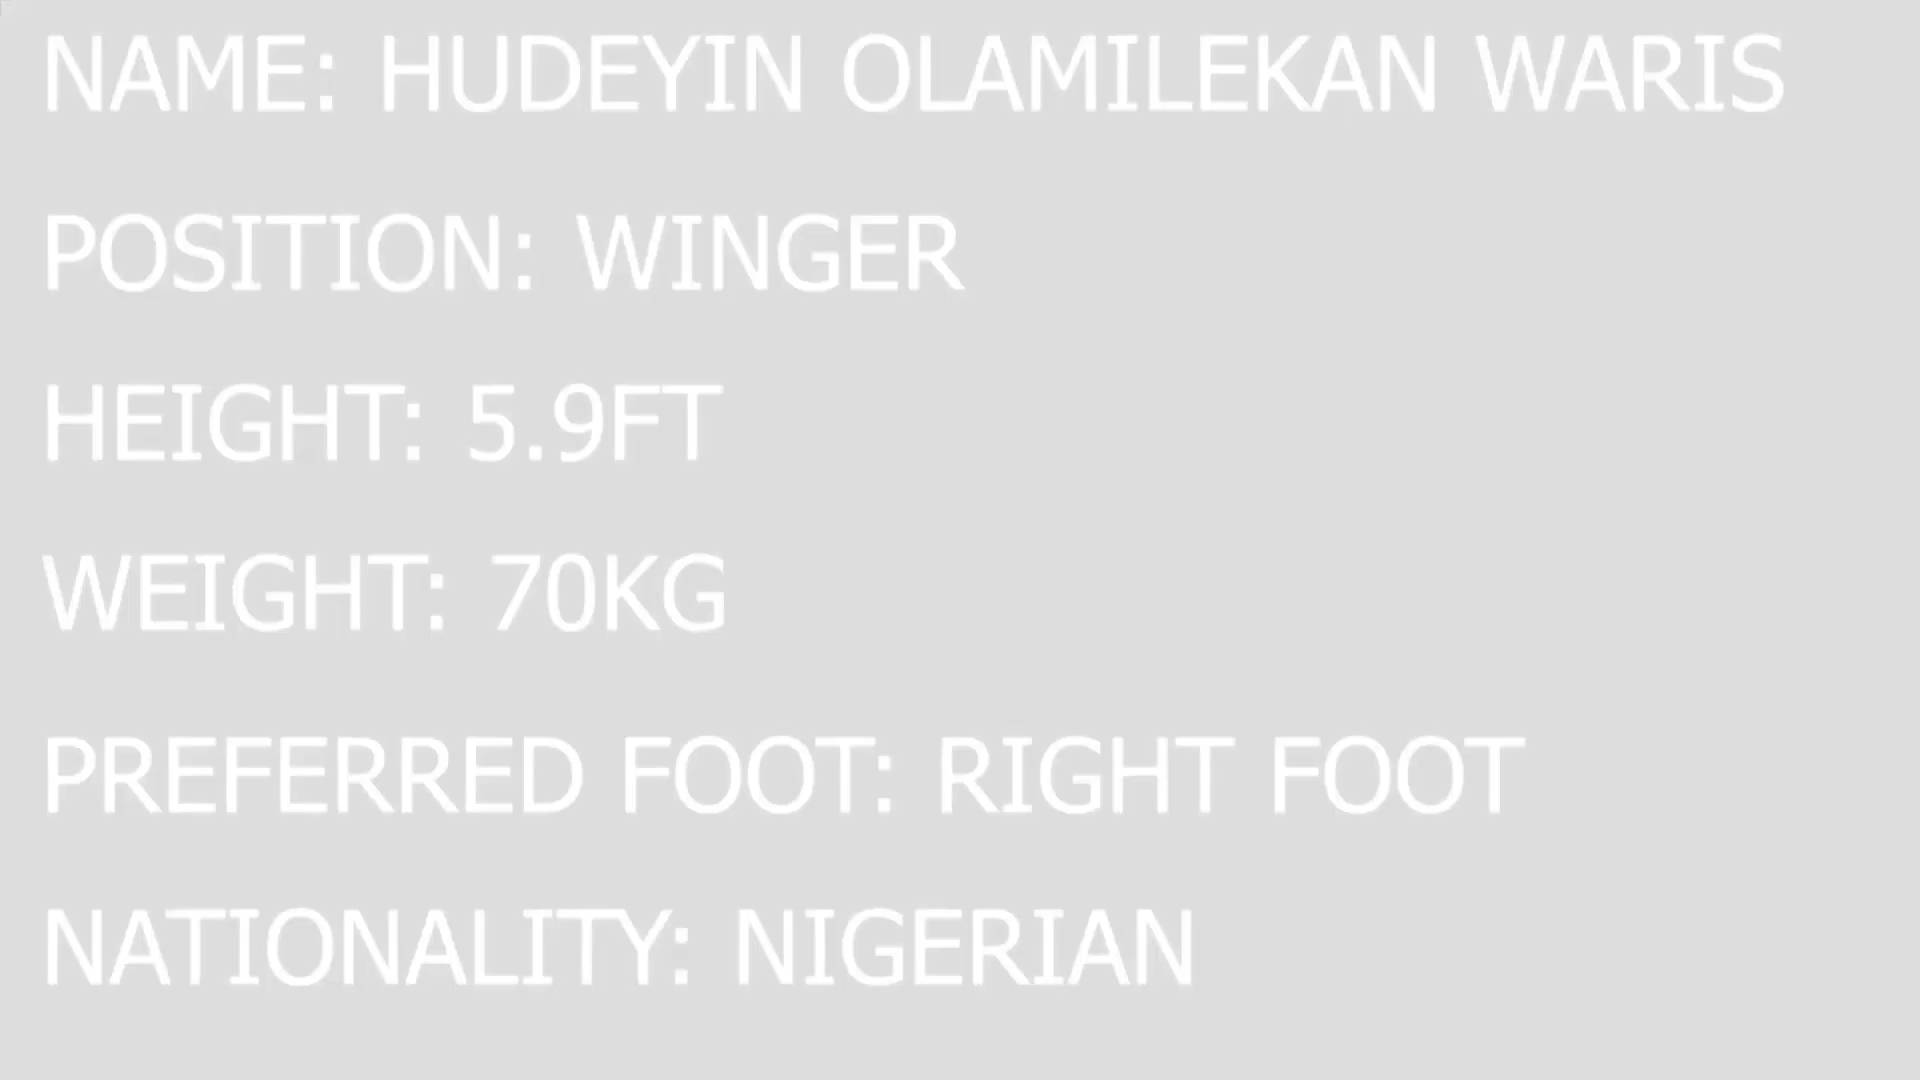 NAME: HUDEYIN OLAMILEKAN WARIS
POSITION: WINGER
HEIGHT: 5.9FT
WEIGHT: 70KG
PREFERRED FOOT: RIGHT FOOT
NATIONALITY: NIGERIAN